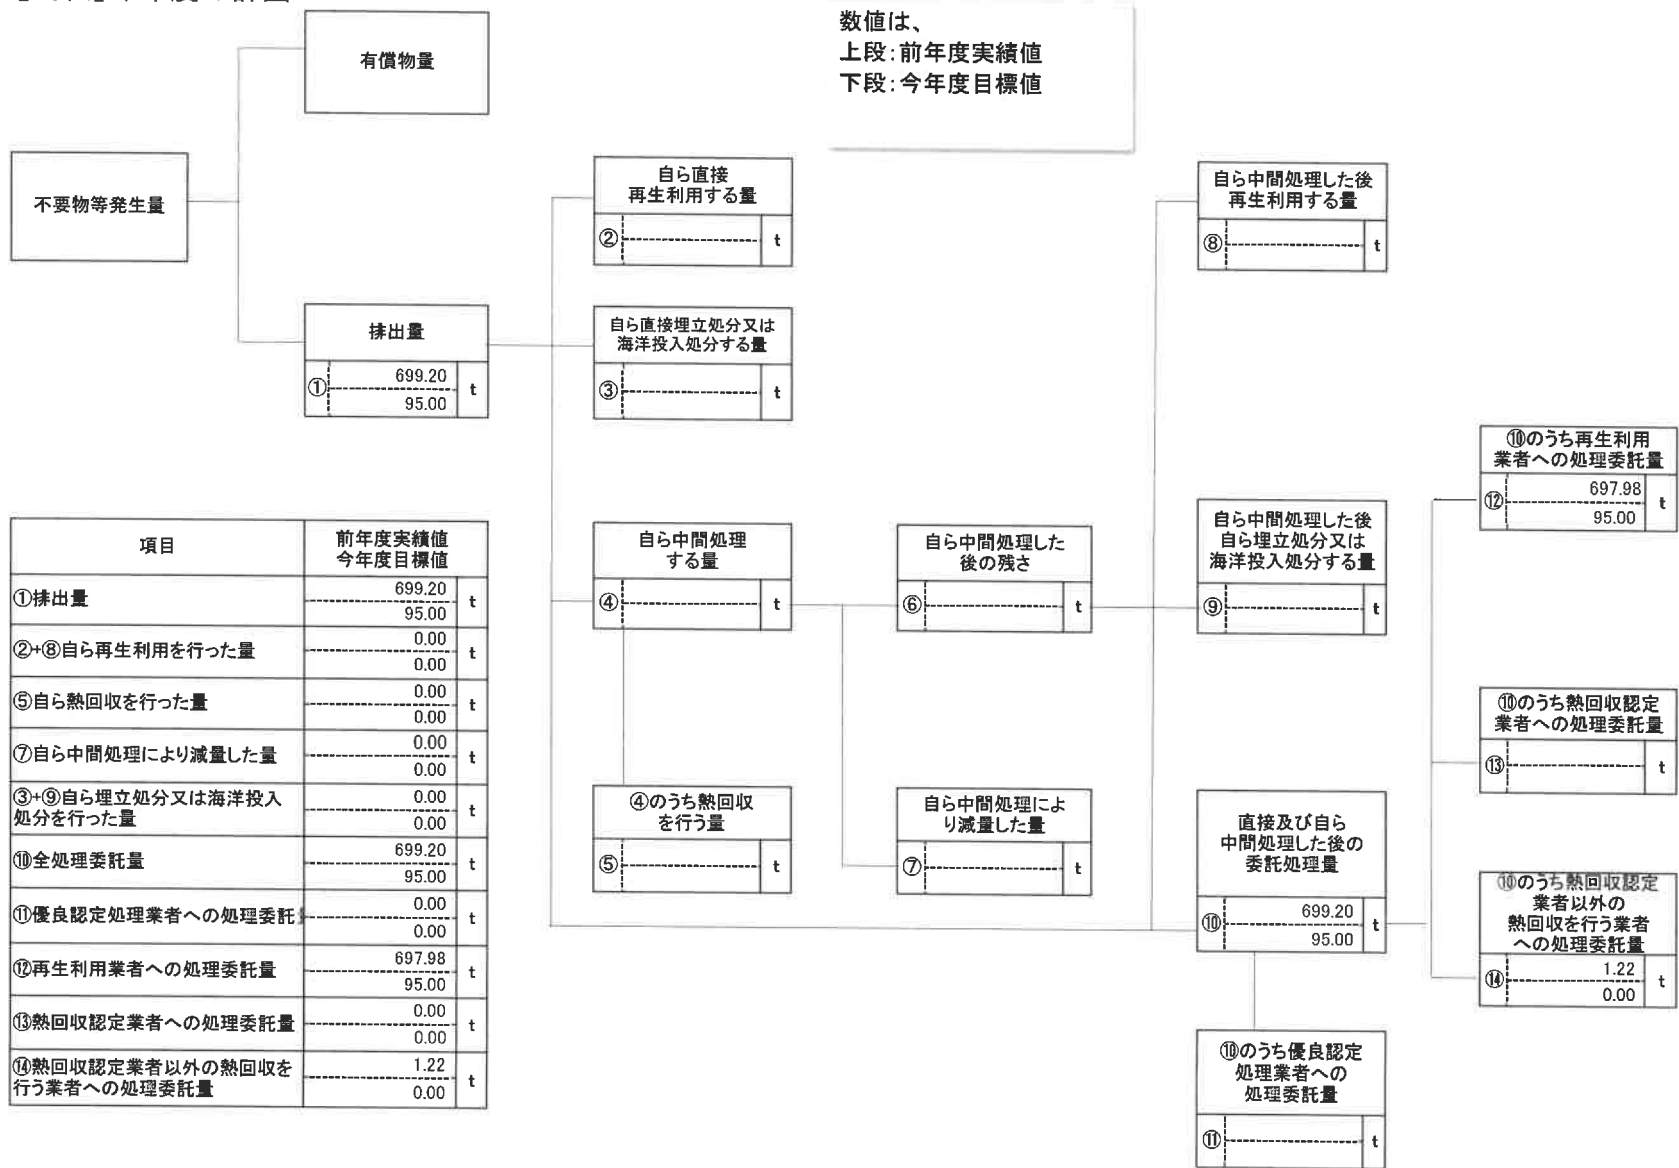 有償物量
数値は、
上段:前年度実績値
下段:今年度目標値
不要物等発生量
自ら直接
再生利用する量
② t
自ら中間処理した後
再生利用する量
⑧ t
排出量
① 699.20 t
95.00
自ら直接埋立処分又は
海洋投入処分する量
③ t
⑩のうち再生利用
業者への処理委託量
⑫ 697.98 t
95.00
自ら中間処理
する量
④ t
自ら中間処理した
後の残さ
⑥ t
自ら中間処理した後
自ら埋立処分又は
海洋投入処分する量
⑨ t
⑩のうち熱回収認定
業者への処理委託量
⑬ t
④のうち熱回収
を行う量
⑤ t
自ら中間処理によ
り減量した量
⑦ t
直接及び自ら
中間処理した後の
委託処理量
⑩ 699.20 t
95.00
⑩のうち熱回収認定
業者以外の
熱回収を行う業者
への処理委託量
⑭ 1.22 t
0.00
⑩のうち優良認定
処理業者への
処理委託量
⑪ t
項目 前年度実績値
今年度目標値
①排出量 699.20 t
95.00
②+⑧自ら再生利用を行った量 0.00 t
0.00
⑤自ら熱回収を行った量 0.00 t
0.00
⑦自ら中間処理により減量した量 0.00 t
0.00
③+⑨自ら埋立処分又は海洋投入
処分を行った量 0.00 t
0.00
⑩全処理委託量 699.20 t
95.00
⑪優良認定処理業者への処理委託 0.00 t
0.00
⑫再生利用業者への処理委託量 697.98 t
95.00
⑬熱回収認定業者への処理委託量 0.00 t
0.00
⑭熱回収認定業者以外の熱回収を
行う業者への処理委託量 1.22 t
0.00